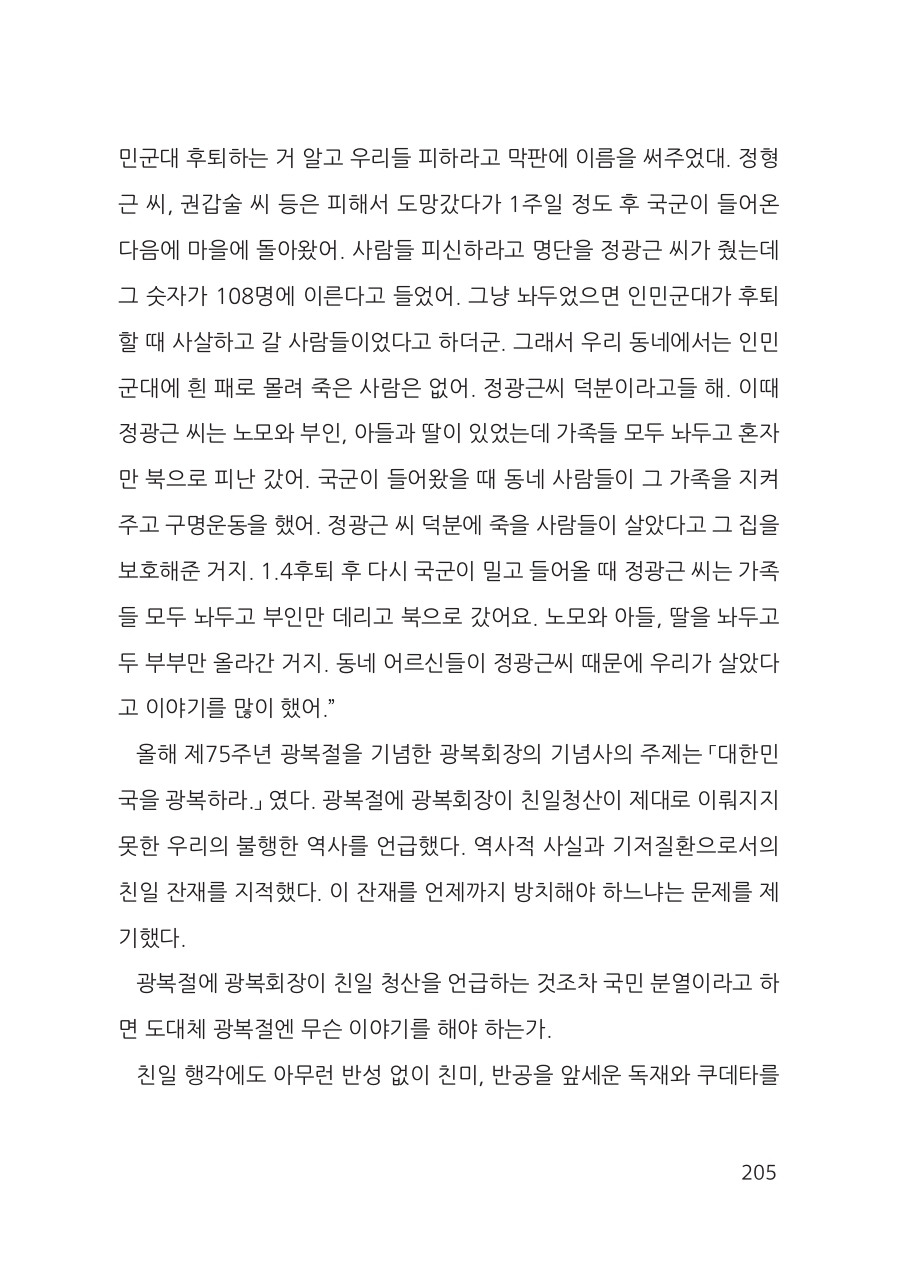 민군대 후퇴하는 거 알고 우리들 피하라고 막판에 이름을 써주었대. 정형
근 씨, 권갑술 씨 등은 피해서 도망갔다가 1주일 정도 후 국군이 들어온
다음에 마을에 돌아왔어. 사람들 피신하라고 명단을 정광근 씨가 줬는데
그 숫자가 108명에 이른다고 들었어. 그냥 놔두었으면 인민군대가 후퇴
할 때 사살하고 갈 사람들이었다고 하더군. 그래서 우리 동네에서는 인민
군대에 흰 패로 몰려 죽은 사람은 없어. 정광근씨 덕분이라고들 해. 이때
정광근 씨는 노모와 부인, 아들과 딸이 있었는데 가족들 모두 놔두고 혼자
만 북으로 피난 갔어. 국군이 들어왔을 때 동네 사람들이 그 가족을 지켜
주고 구명운동을 했어. 정광근 씨 덕분에 죽을 사람들이 살았다고 그 집을
보호해준 거지. 1.4후퇴 후 다시 국군이 밀고 들어올 때 정광근 씨는 가족
들 모두 놔두고 부인만 데리고 북으로 갔어요. 노모와 아들, 딸을 놔두고
두 부부만 올라간 거지. 동네 어르신들이 정광근씨 때문에 우리가 살았다
고 이야기를 많이 했어.”
올해 제75주년 광복절을 기념한 광복회장의 기념사의 주제는 「대한민
국을 광복하라.」 였다. 광복절에 광복회장이 친일청산이 제대로 이뤄지지
못한 우리의 불행한 역사를 언급했다. 역사적 사실과 기저질환으로서의
친일 잔재를 지적했다. 이 잔재를 언제까지 방치해야 하느냐는 문제를 제
기했다.
광복절에 광복회장이 친일 청산을 언급하는 것조차 국민 분열이라고 하
면 도대체 광복절엔 무슨 이야기를 해야 하는가.
친일 행각에도 아무런 반성 없이 친미, 반공을 앞세운 독재와 쿠데타를
205